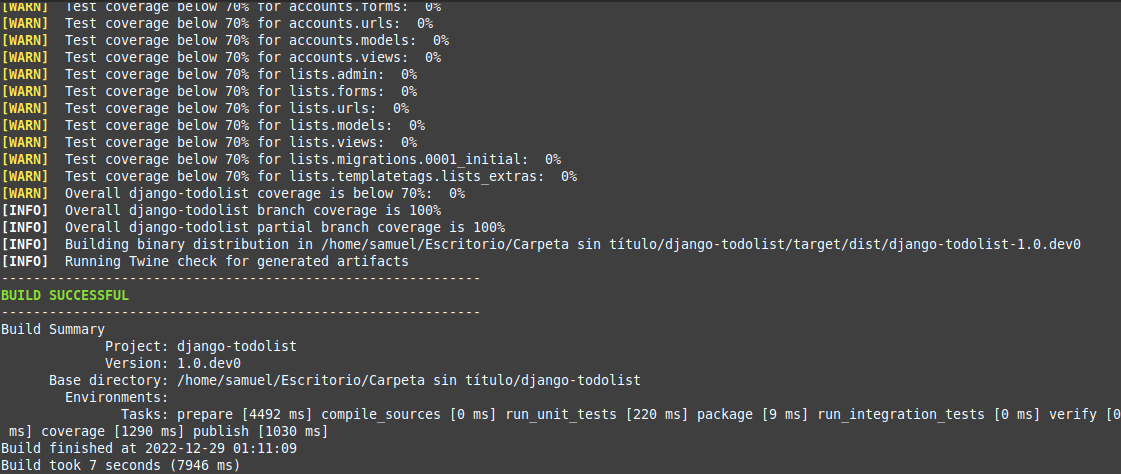 [WARN]  Test coverage below 70% for accounts.forms:  0%
[WARN]  Test coverage below 70% for accounts.urls:  0%
[WARN]  Test coverage below 70% for accounts.models:  0%
[WARN]  Test coverage below 70% for accounts.views:  0%
[WARN]  Test coverage below 70% for lists.admin:  0%
[WARN]  Test coverage below 70% for lists.forms:  0%
[WARN]  Test coverage below 70% for lists.urls:  0%
[WARN]  Test coverage below 70% for lists.models:  0%
[WARN]  Test coverage below 70% for lists.views:  0%
[WARN]  Test coverage below 70% for lists.migrations.0001_initial:  0%
[WARN]  Test coverage below 70% for lists.templatetags.lists_extras:  0%
[WARN]  Overall django-todolist coverage is below 70%:  0%
[INFO]  Overall django-todolist branch coverage is 100%
[INFO]  Overall django-todolist partial branch coverage is 100%
[INFO]  Building binary distribution in /home/samuel/Escritorio/Carpeta sin título/django-todolist/target/dist/django-todolist-1.0.dev0
[INFO]  Running Twine check for generated artifacts
------------------------------------------------------------
BUILD SUCCESSFUL
------------------------------------------------------------
Build Summary
             Project: django-todolist
             Version: 1.0.dev0
      Base directory: /home/samuel/Escritorio/Carpeta sin título/django-todolist
        Environments:
               Tasks: prepare [4492 ms] compile_sources [0 ms] run_unit_tests [220 ms] package [9 ms] run_integration_tests [0 ms] verify [0
 ms] coverage [1290 ms] publish [1030 ms]
Build finished at 2022-12-29 01:11:09
Build took 7 seconds (7946 ms)